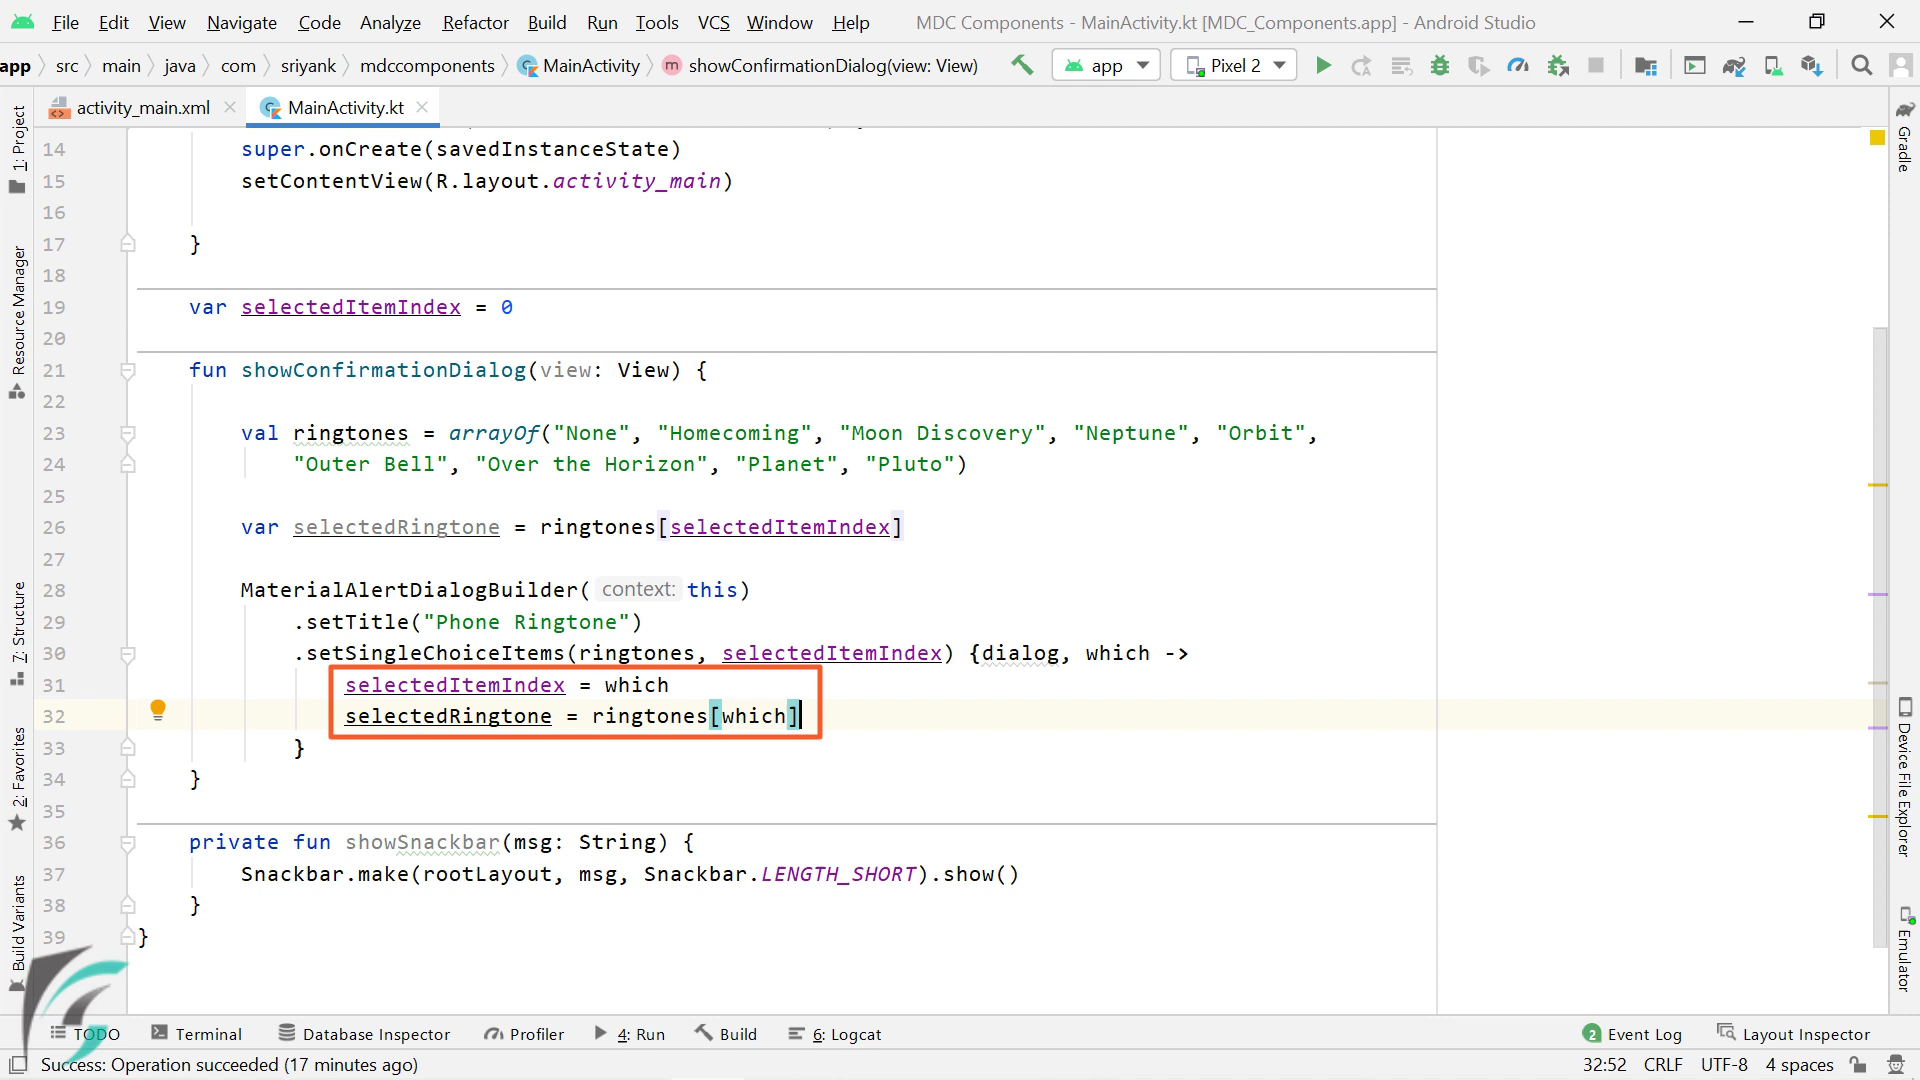 File Edit View Navigate Code Analyze Refactor Build Run Tools VCS Window Help MDC Components - MainActivity.kt [MDC_Components.app] - Android Studio
app src main java com sriyank mdccomponents MainActivity showConfirmationDialog(view: View) app Pixel 2
activity_main.xml MainActivity.kt
14 super.onCreate(savedInstanceState)
15 setContentView(R.layout.activity_main)
16
17 }
18
19 var selectedItemIndex = 0
20
21 fun showConfirmationDialog(view: View) {
22
23 val ringtones = arrayOf("None", "Homecoming", "Moon Discovery", "Neptune", "Orbit",
24 "Outer Bell", "Over the Horizon", "Planet", "Pluto")
25
26 var selectedRingtone = ringtones[selectedItemIndex]
27
28 MaterialAlertDialogBuilder( context: this)
29 .setTitle("Phone Ringtone")
30 .setSingleChoiceItems(ringtones, selectedItemIndex) {dialog, which ->
31 selectedItemIndex = which
32 selectedRingtone = ringtones[which]
33 }
34 }
35
36 private fun showSnackbar(msg: String) {
37 Snackbar.make(rootLayout, msg, Snackbar.LENGTH_SHORT).show()
38 }
39 }
1: Project
Resource Manager
7: Structure
2: Favorites
Build Variants
Gradle
Device File Explorer
Emulator
TODO Terminal Database Inspector Profiler 4: Run Build 6: Logcat 2 Event Log Layout Inspector
Success: Operation succeeded (17 minutes ago) 32:52 CRLF UTF-8 4 spaces